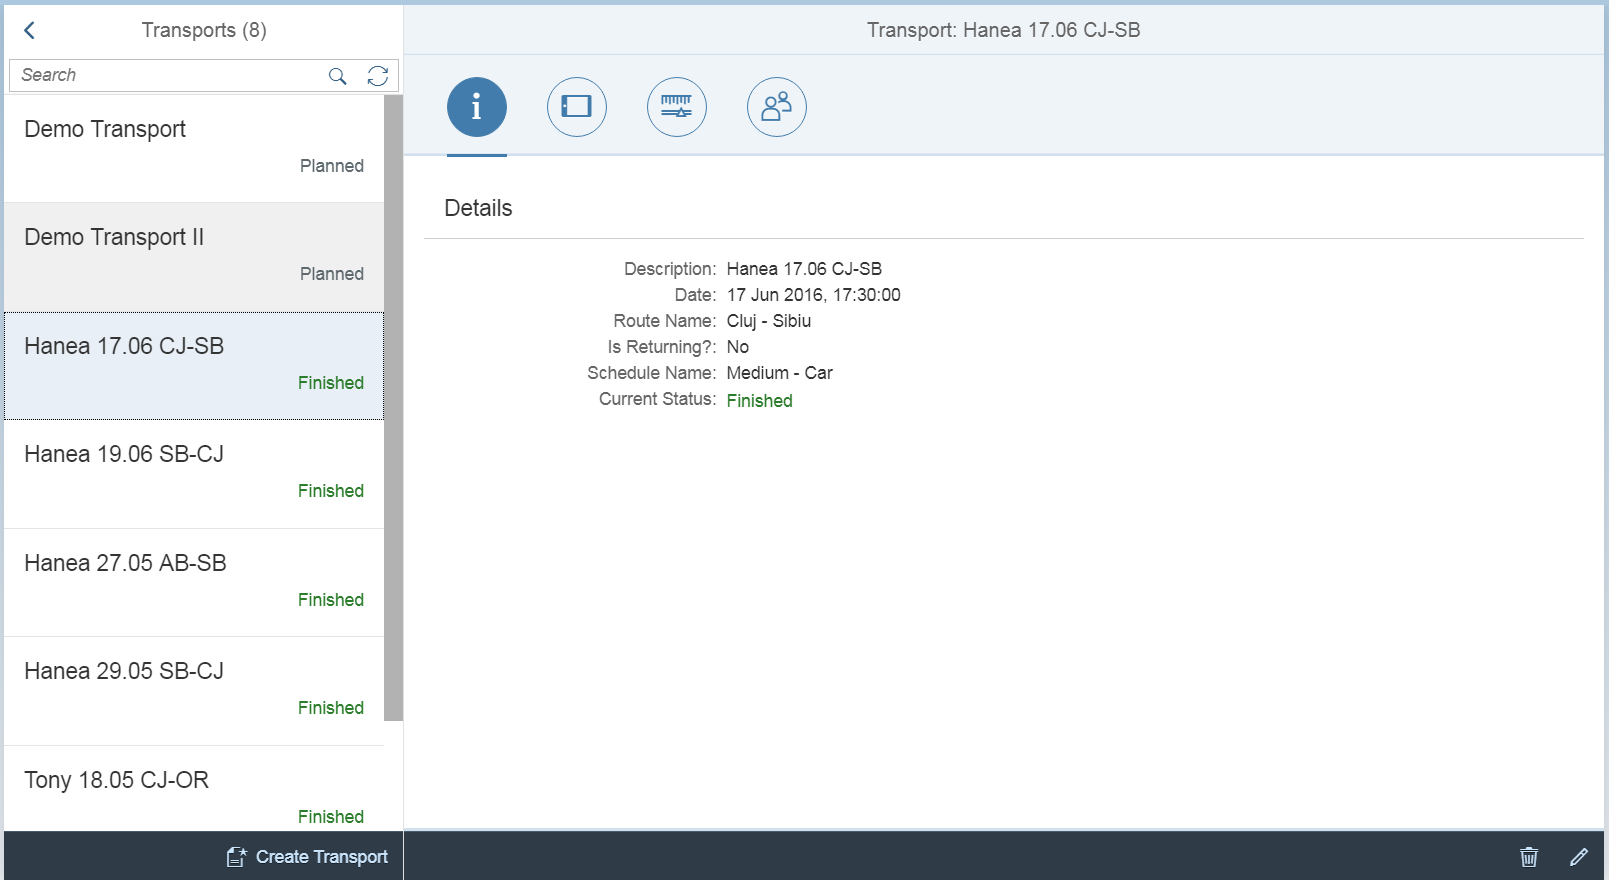 Transports (8)
Search
Demo Transport
Planned
Demo Transport II
Planned
Hanea 17.06 CJ-SB
Finished
Hanea 19.06 SB-CJ
Finished
Hanea 27.05 AB-SB
Finished
Hanea 29.05 SB-CJ
Finished
Tony 18.05 CJ-OR
Finished
Create Transport
Transport: Hanea 17.06 CJ-SB
Details
Description: Hanea 17.06 CJ-SB
Date: 17 Jun 2016, 17:30:00
Route Name: Cluj - Sibiu
Is Returning?: No
Schedule Name: Medium - Car
Current Status: Finished